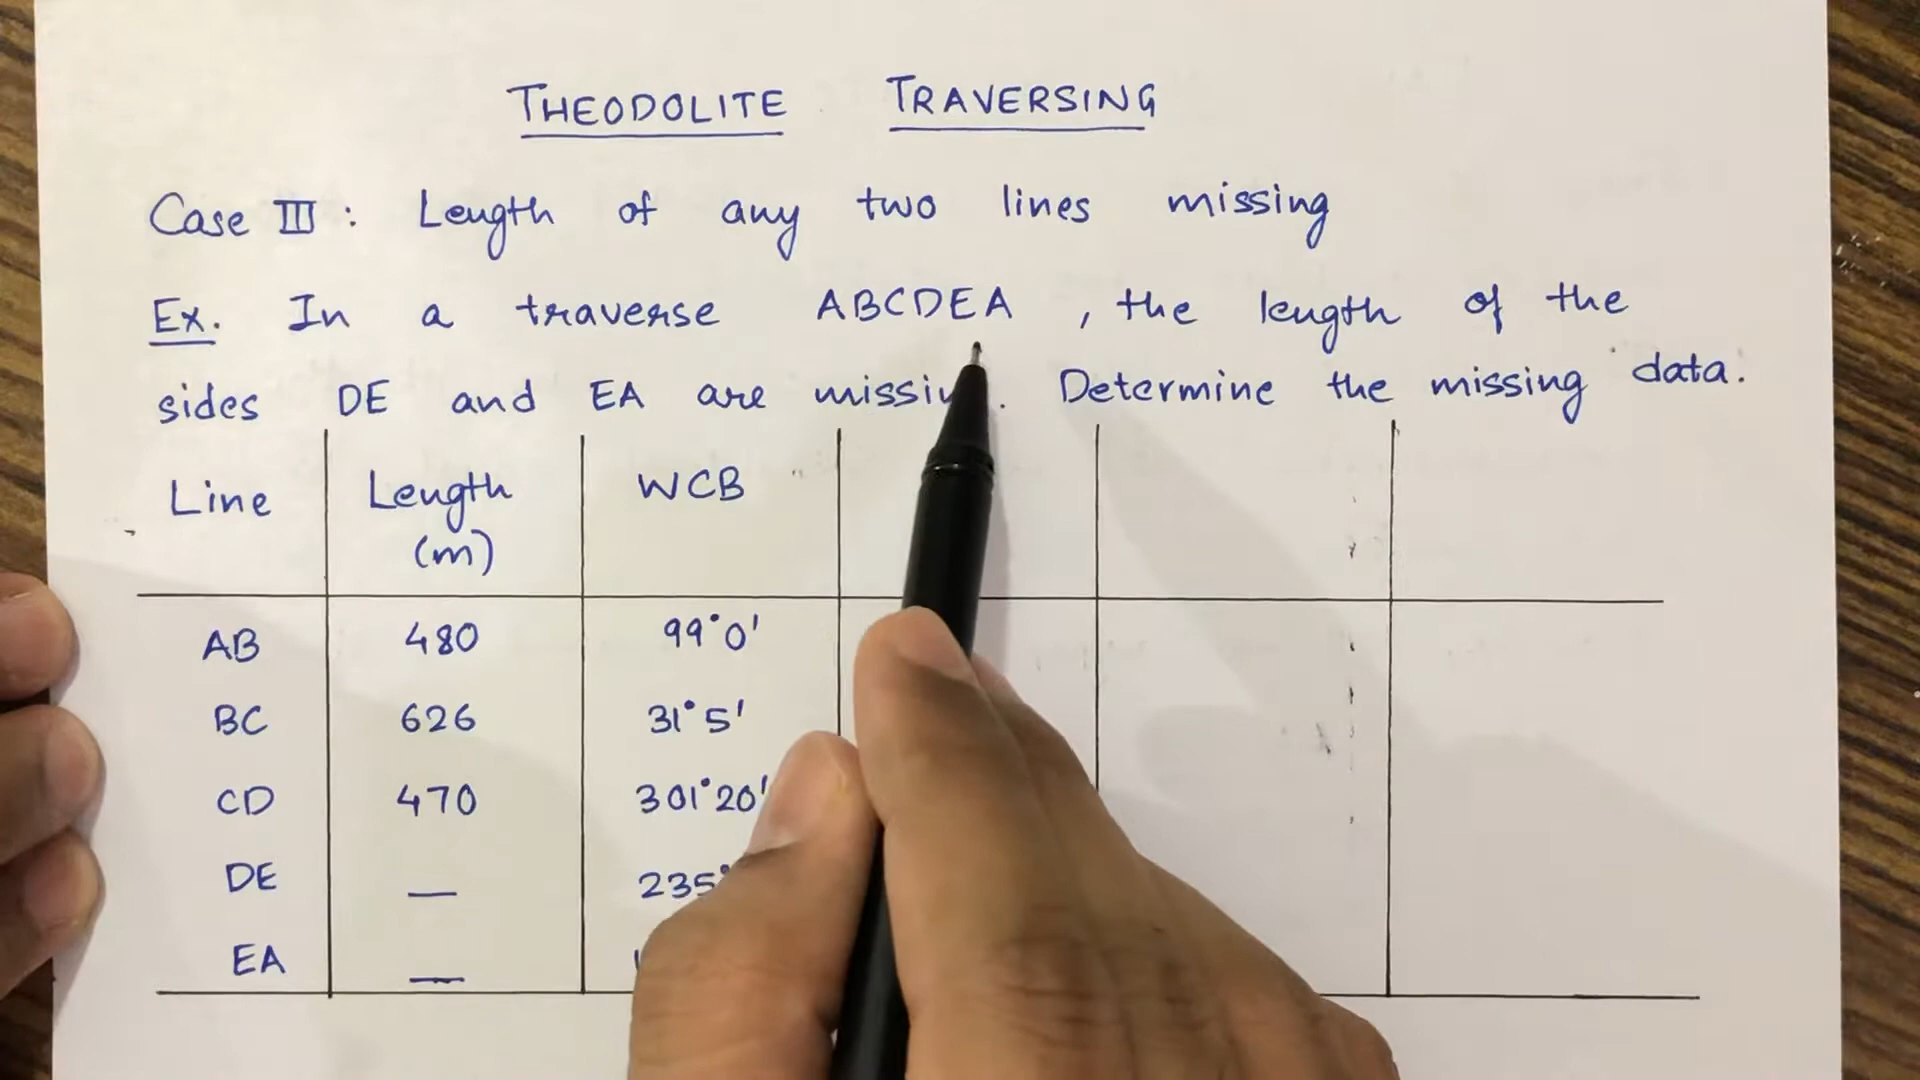 THEODOLITE TRAVERSING
Case III : Length of any two lines missing
Ex. In a traverse ABCDEA , the length of the
sides DE and EA are missin . Determine the missing data.
Line Length (m) WCB
AB 480 99°0'
BC 626 31°5'
CD 470 301°20'
DE — 235°
EA —